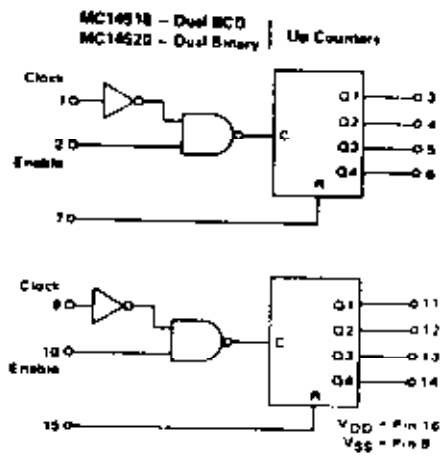 MC14518 – Dual BCD
MC14520 – Dual Binary
Up Counters
Clock
1
2
Enable
7
C
R
Q1
Q2
Q3
Q4
3
4
5
6
Clock
9
10
Enable
15
C
R
Q1
Q2
Q3
Q4
11
12
13
14
VDD = Pin 16
VSS = Pin 8